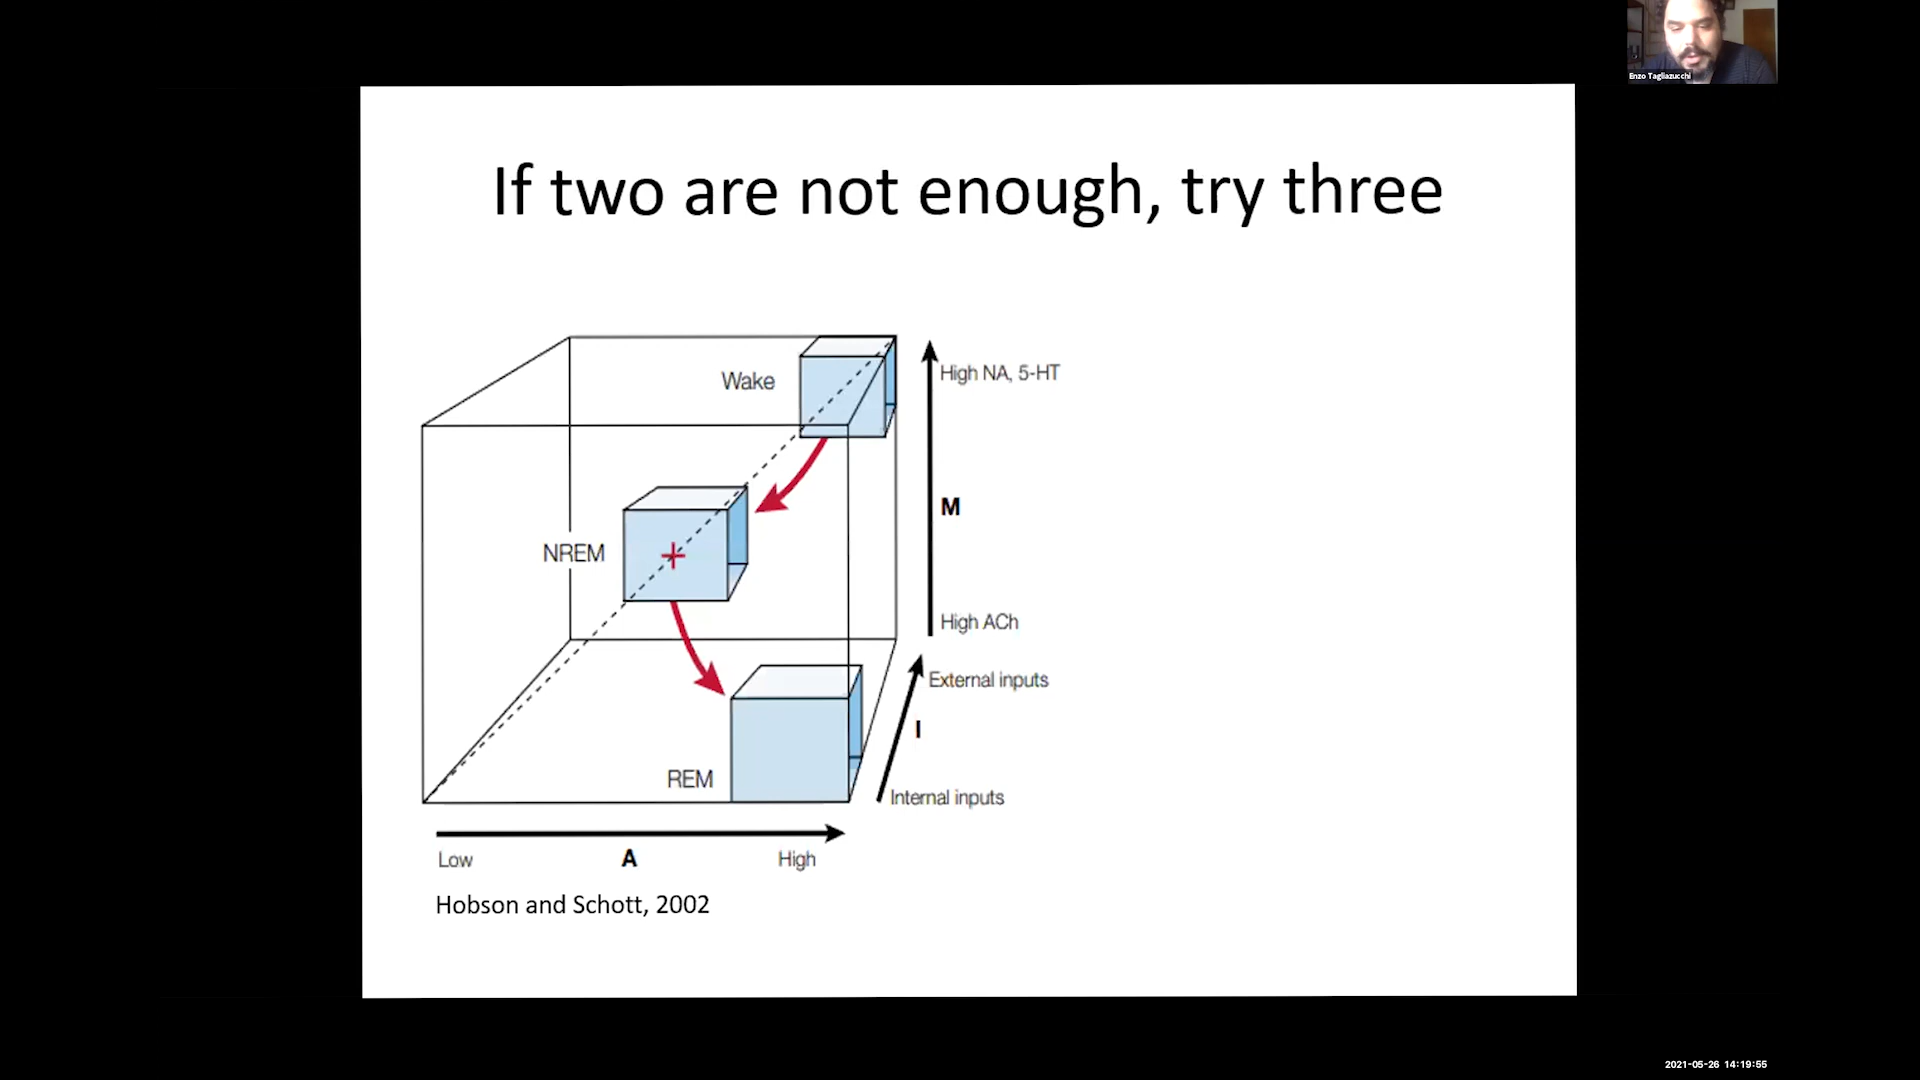 Enzo Tagliazucchi
If two are not enough, try three
Wake
High NA, 5-HT
M
NREM
High ACh
External inputs
I
REM
Internal inputs
Low
A
High
Hobson and Schott, 2002
2021-05-26 14:19:55